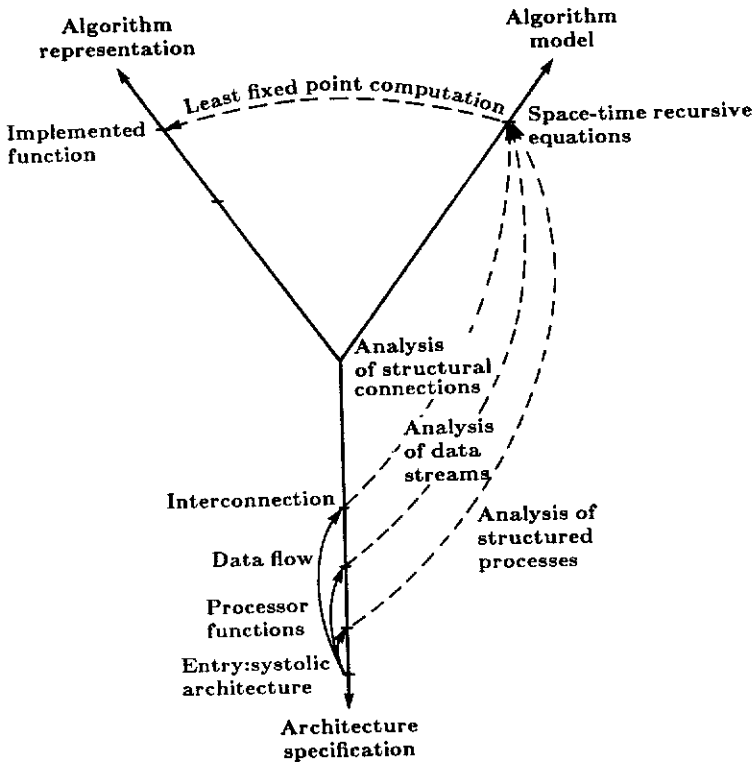 Algorithm
representation
Algorithm
model
Least fixed point computation
Implemented
function
Space-time recursive
equations
Analysis
of structural
connections
Analysis
of data
streams
Interconnection
Analysis of
structured
processes
Data flow
Processor
functions
Entry:systolic
architecture
Architecture
specification